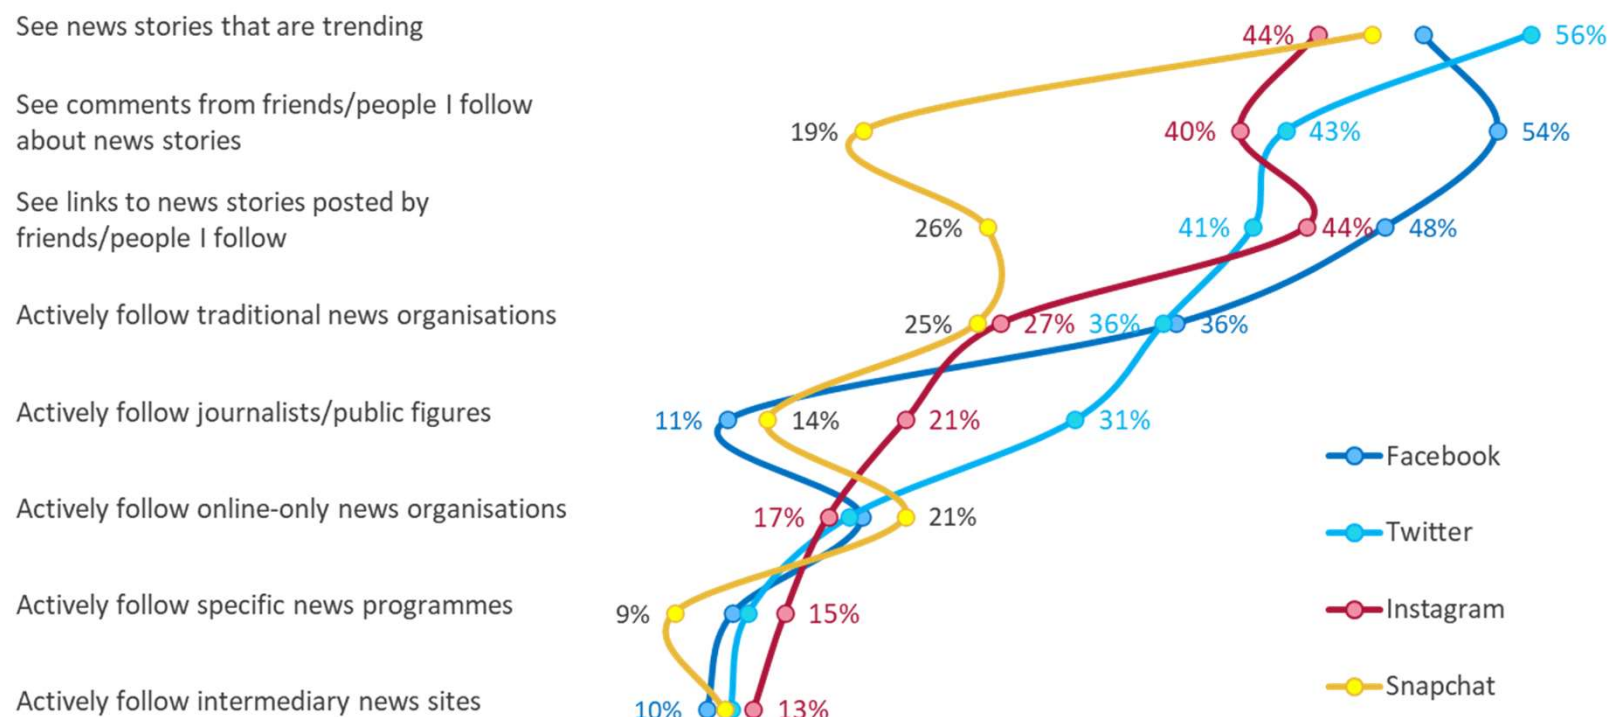 See news stories that are trending
44%
56%
See comments from friends/people I follow
about news stories
19%
40%
43%
54%
See links to news stories posted by
friends/people I follow
26%
41%
44%
48%
Actively follow traditional news organisations
25%
27%
36%
36%
Actively follow journalists/public figures
11%
14%
21%
31%
Facebook
Actively follow online-only news organisations
17%
21%
Twitter
Actively follow specific news programmes
9%
15%
Instagram
Actively follow intermediary news sites
10%
13%
Snapchat